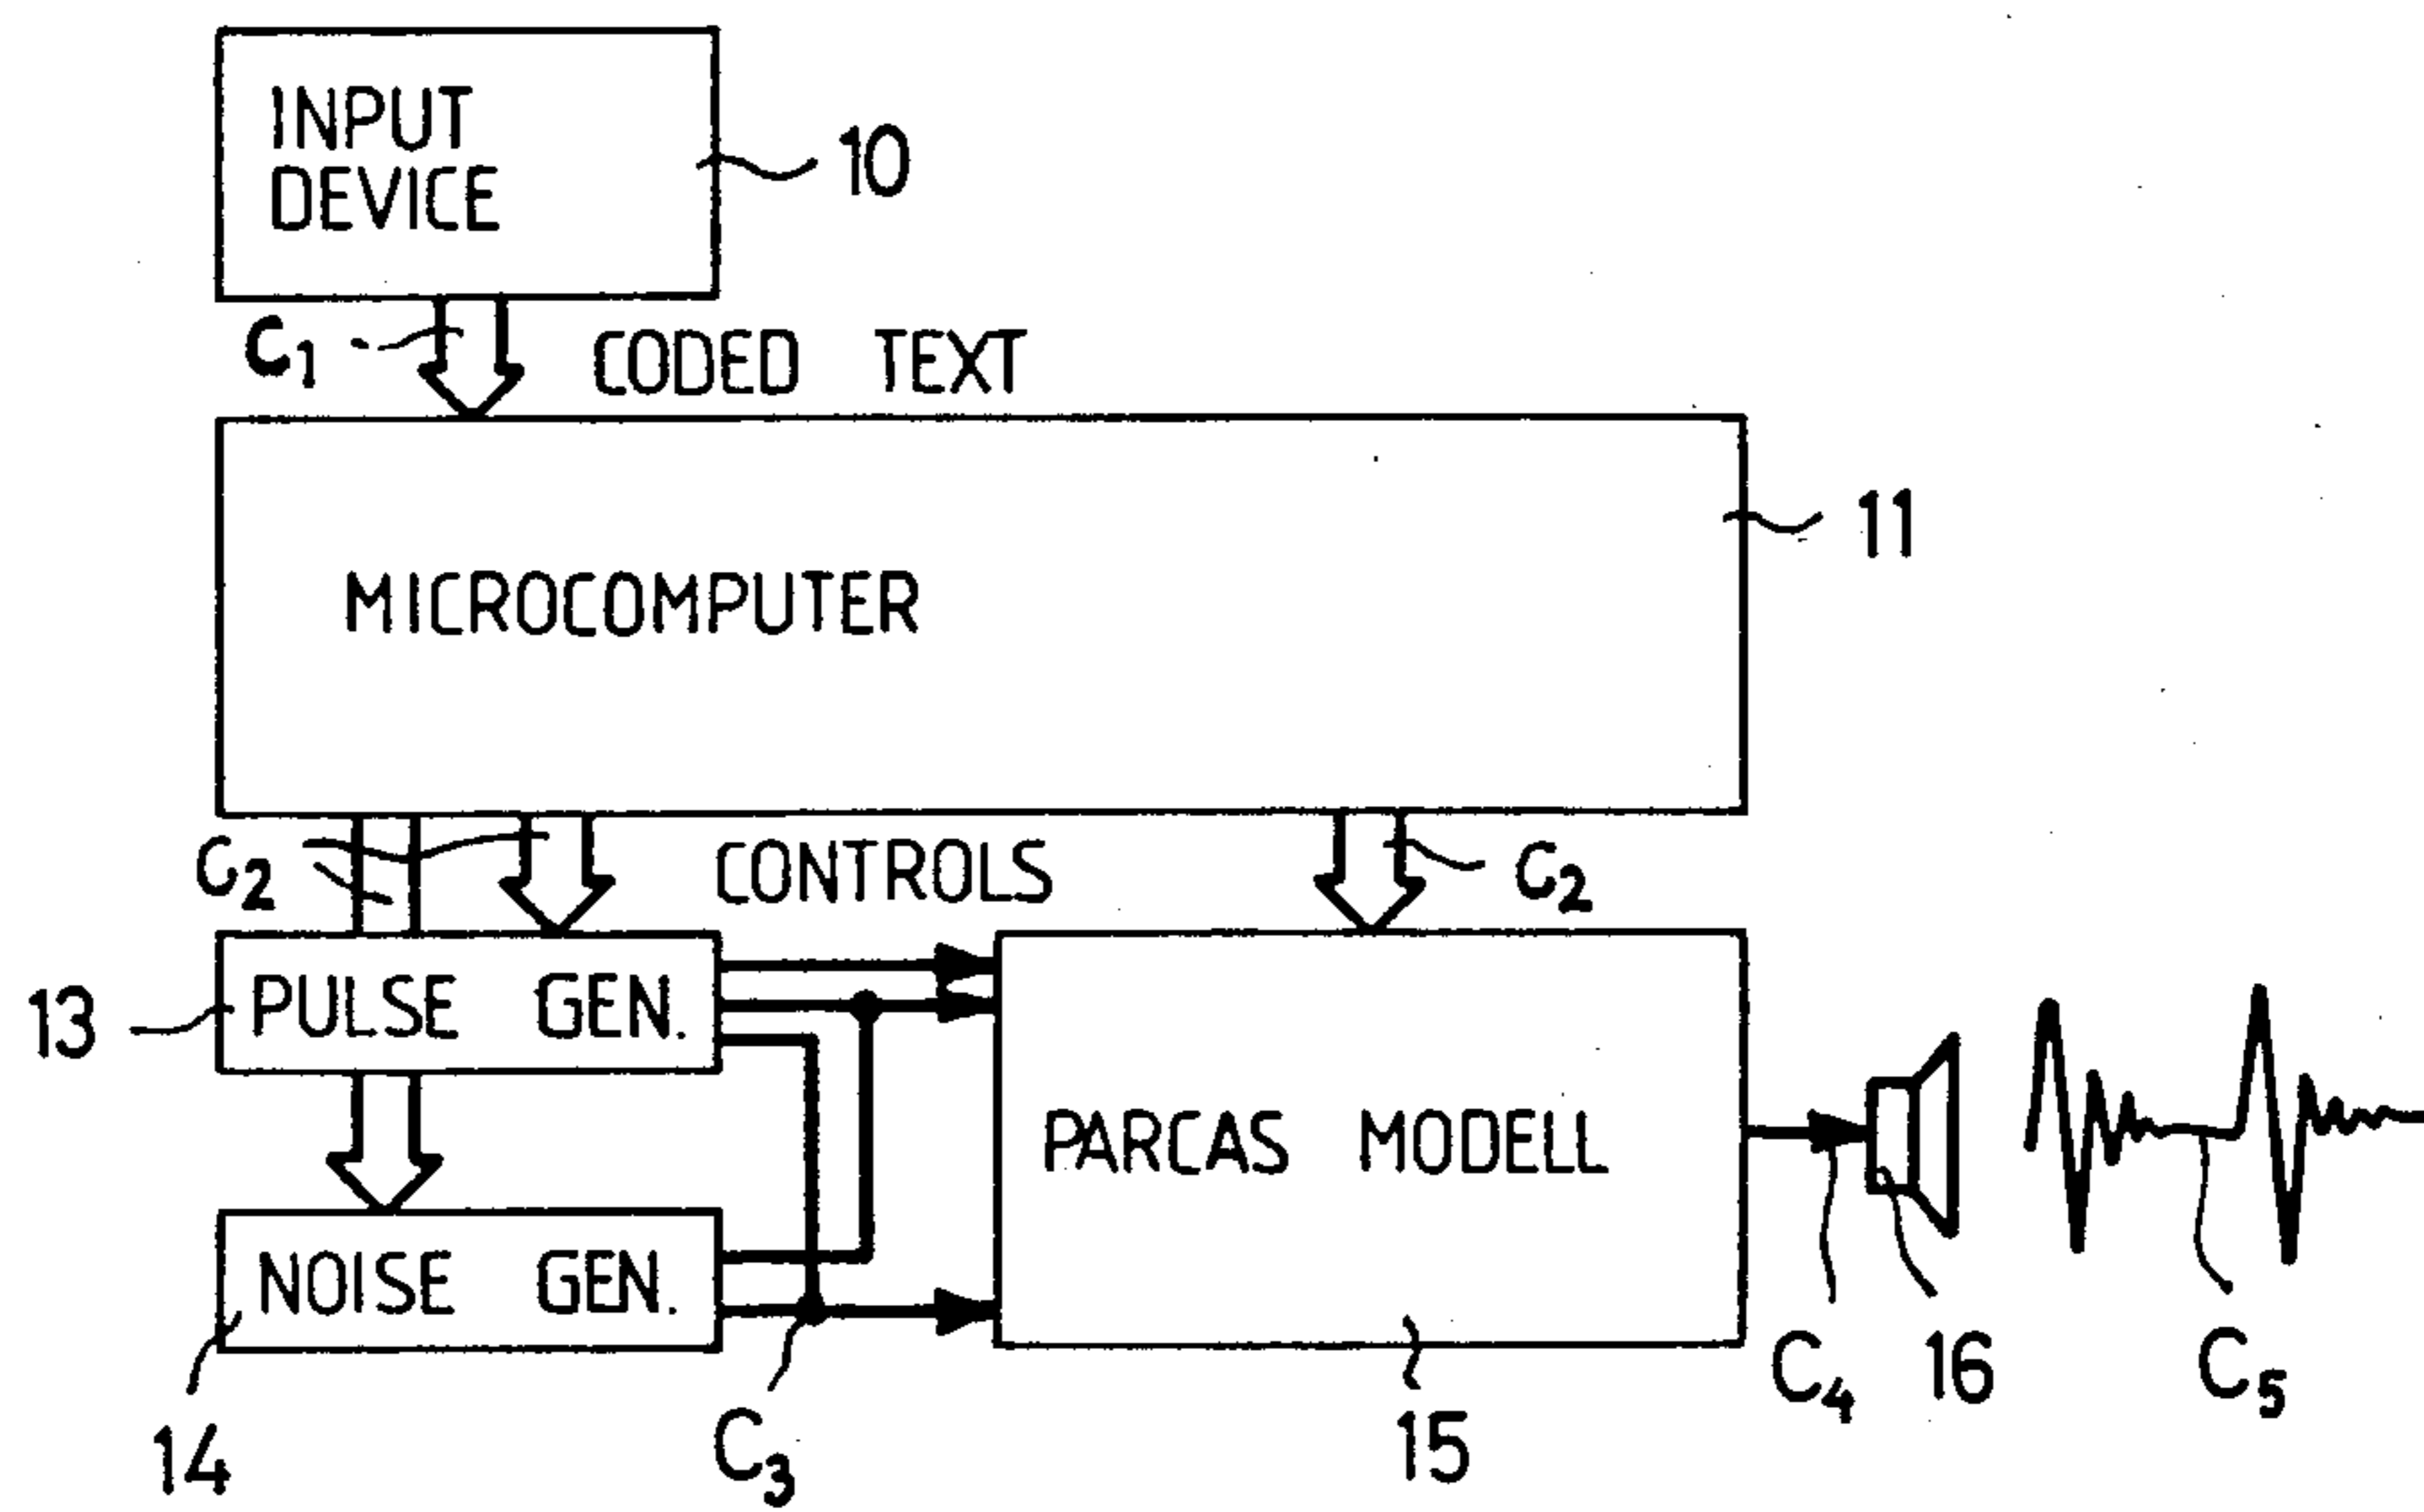 INPUT
DEVICE
10
C1
CODED TEXT
MICROCOMPUTER
11
C2
CONTROLS
C2
13
PULSE GEN.
NOISE GEN.
PARCAS MODELL
14
C3
15
C4
16
C5